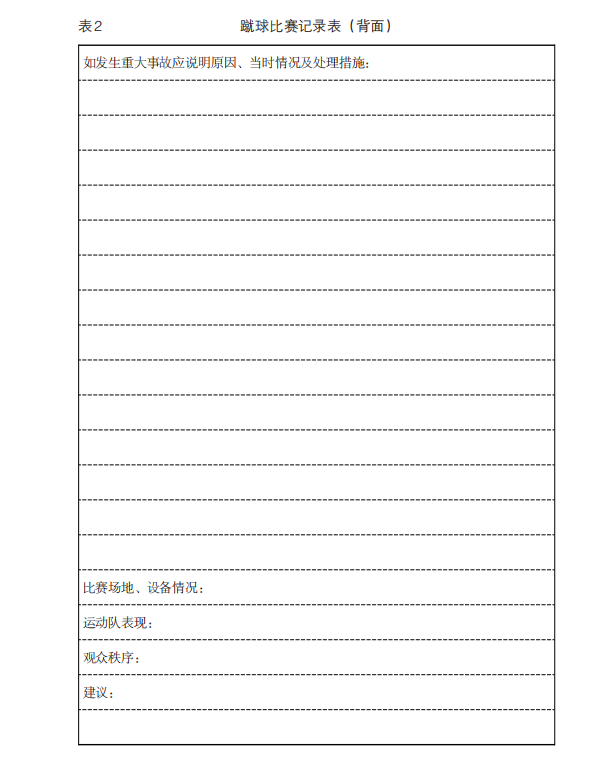 表2 蹴球比赛记录表（背面）
如发生重大事故应说明原因、当时情况及处理措施：
比赛场地、设备情况：
运动队表现：
观众秩序：
建议：